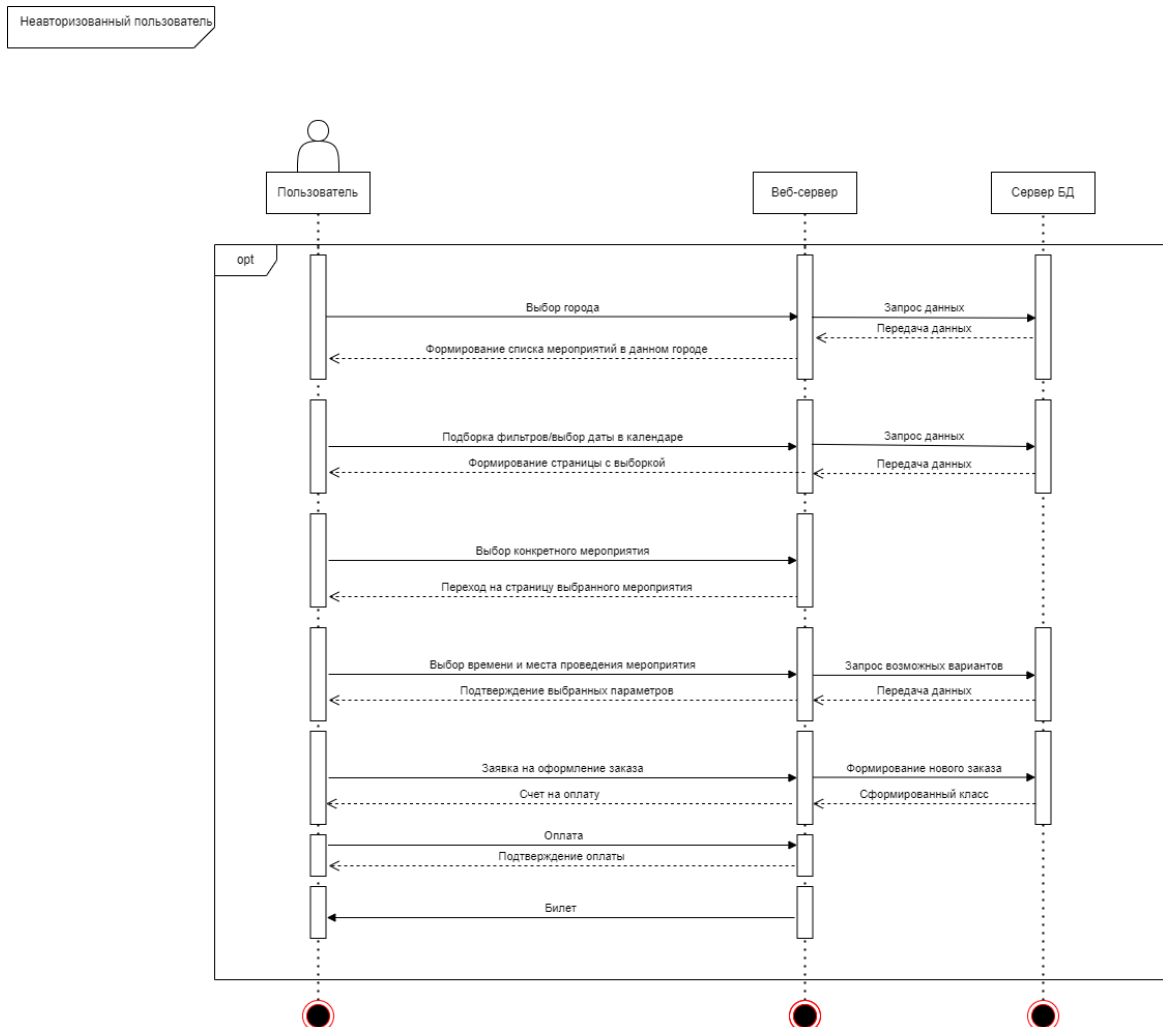 Неавторизованный пользователь
Пользователь
Веб-сервер
Сервер БД
opt
Выбор города
Запрос данных
Передача данных
Формирование списка мероприятий в данном городе
Подборка фильтров/выбор даты в календаре
Запрос данных
Формирование страницы с выборкой
Передача данных
Выбор конкретного мероприятия
Переход на страницу выбранного мероприятия
Выбор времени и места проведения мероприятия
Запрос возможных вариантов
Подтверждение выбранных параметров
Передача данных
Заявка на оформление заказа
Формирование нового заказа
Счет на оплату
Сформированный класс
Оплата
Подтверждение оплаты
Билет